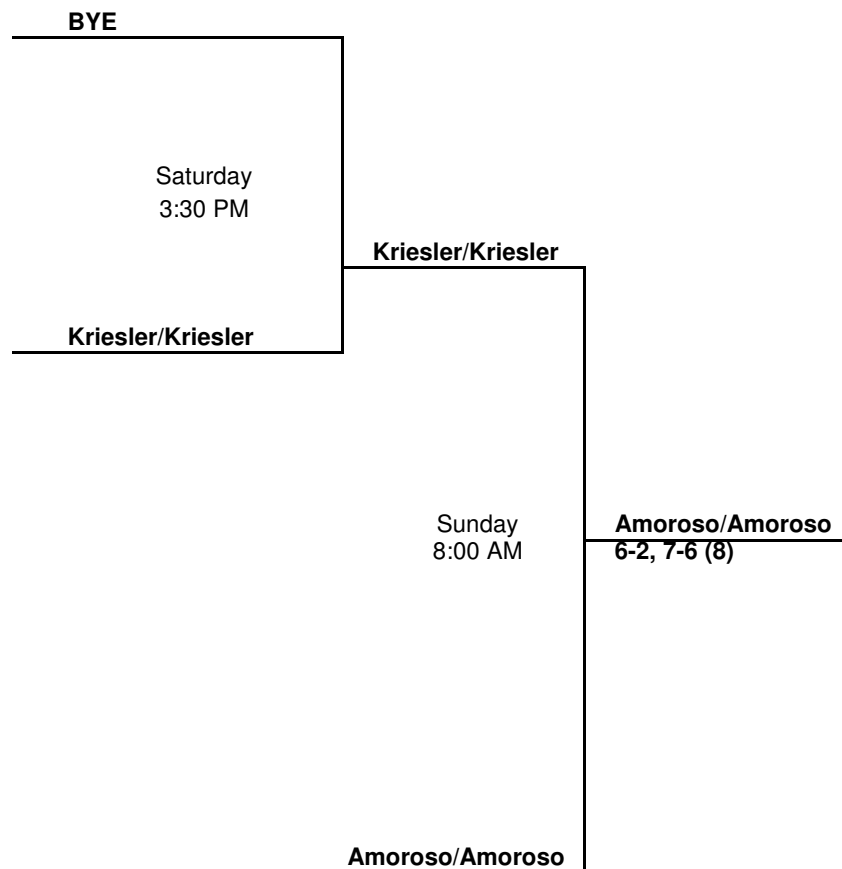 BYE
Saturday
3:30 PM
Kriesler/Kriesler
Kriesler/Kriesler
Sunday
8:00 AM
Amoroso/Amoroso
6-2, 7-6 (8)
Amoroso/Amoroso